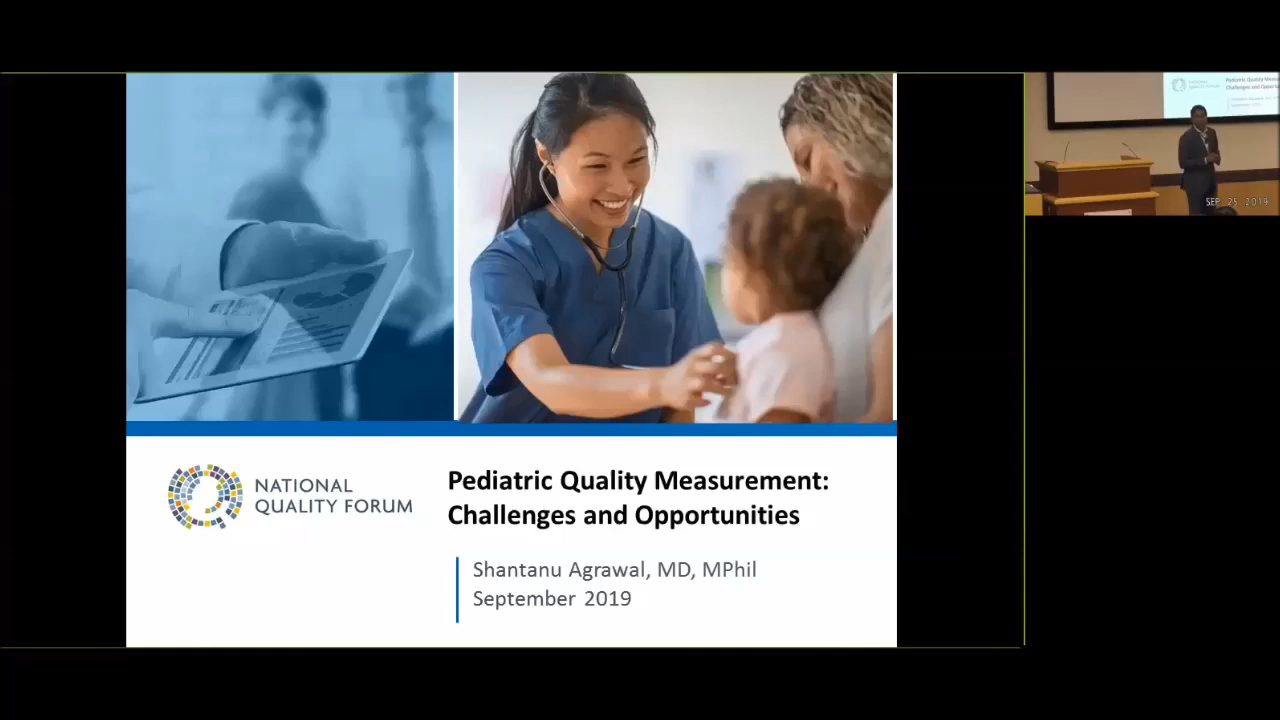 NATIONAL
QUALITY FORUM
Pediatric Quality Measurement:
Challenges and Opportunities
Shantanu Agrawal, MD, MPhil
September 2019
SEP. 25. 2019